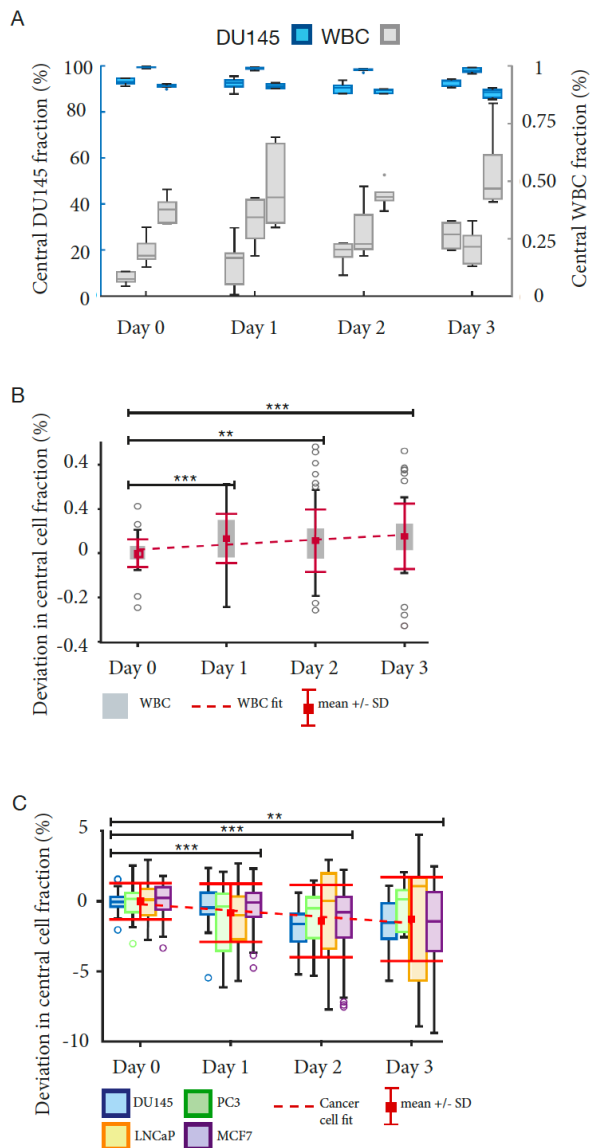 A
DU145 WBC
Central DU145 fraction (%)
100
80
60
40
20
0
1
0.75
0.5
0.25
0
Central WBC fraction (%)
Day 0 Day 1 Day 2 Day 3
B
***
**
***
Deviation in central cell fraction (%)
0.4
0.4
0
-0.2
-0.4
Day 0 Day 1 Day 2 Day 3
WBC WBC fit mean +/- SD
C
**
***
***
Deviation in central cell fraction (%)
5
0
-5
-10
Day 0 Day 1 Day 2 Day 3
DU145 PC3 Cancer cell fit mean +/- SD
LNCaP MCF7